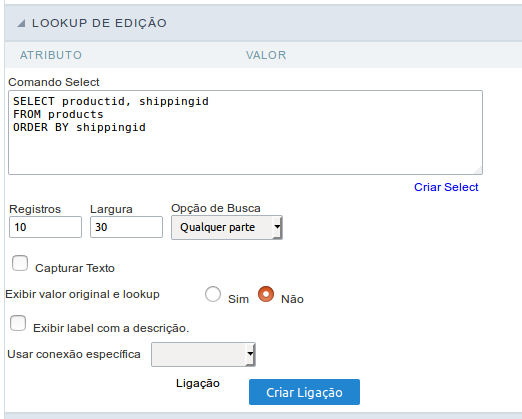 LOOKUP DE EDIÇÃO
ATRIBUTO VALOR
Comando Select
SELECT productid, shippingid
FROM products
ORDER BY shippingid
Criar Select
Registros Largura Opção de Busca
10 30 Qualquer parte
Capturar Texto
Exibir valor original e lookup Sim Não
Exibir label com a descrição.
Usar conexão específica
Ligação Criar Ligação